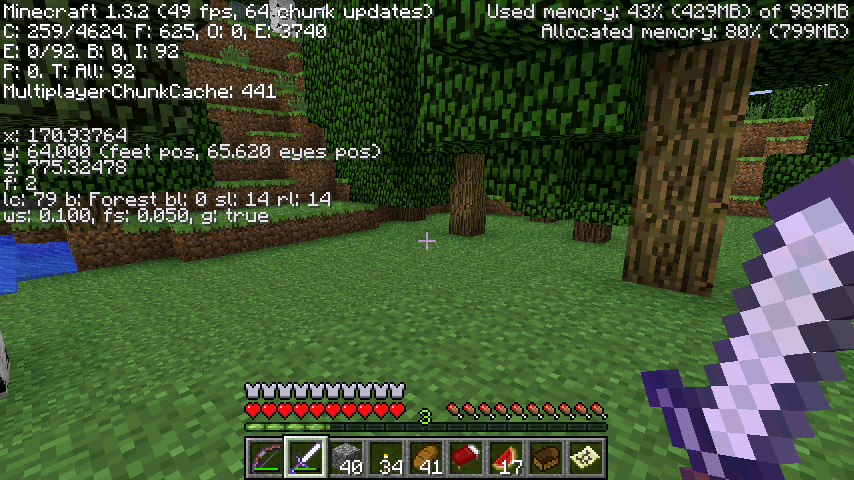 Minecraft 1.3.2 (49 fps, 64 chunk updates)
Used memory: 43% (429MB) of 989MB
C: 259/4624, F: 625, O: 0, E: 3740
Allocated memory: 80% (799MB)
E: 0/92. B: 0, I: 92
P: 0. T: All: 92
MultiplayerChunkCache: 441
x: 170.93764
y: 64.000 (feet pos, 65.620 eyes pos)
z: 775.32478
f: 2
lc: 79 b: Forest bl: 0 sl: 14 rl: 14
ws: 0.100, fs: 0.050, g: true
8
40 34 41 17